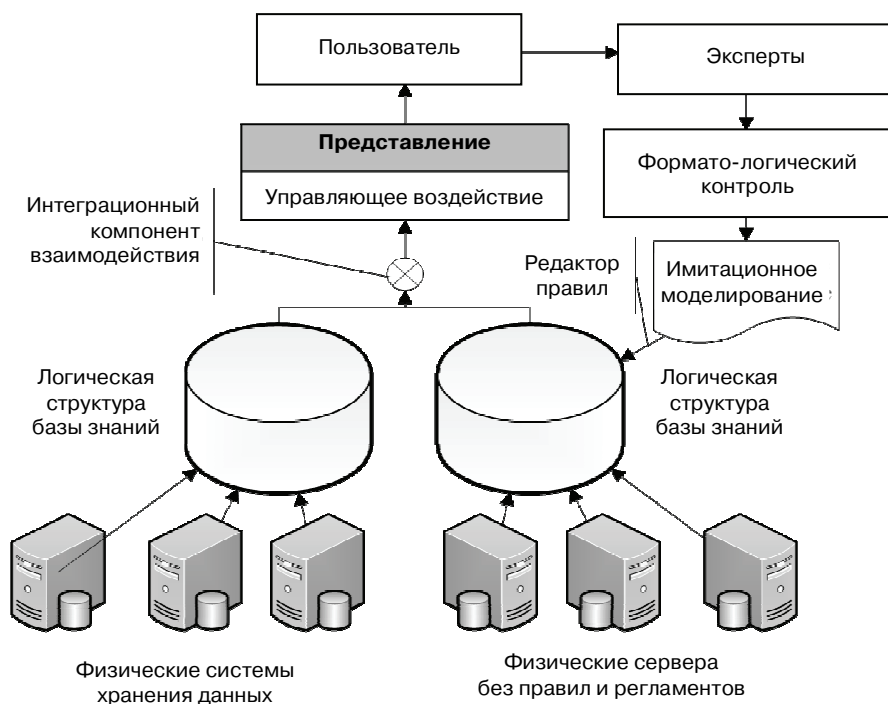 Пользователь
Эксперты
Представление
Управляющее воздействие
Формато-логический
контроль
Интеграционный
компонент
взаимодействия
Редактор
правил
Имитационное
моделирование
Логическая
структура
базы знаний
Логическая
структура
базы знаний
Физические системы
хранения данных
Физические сервера
без правил и регламентов